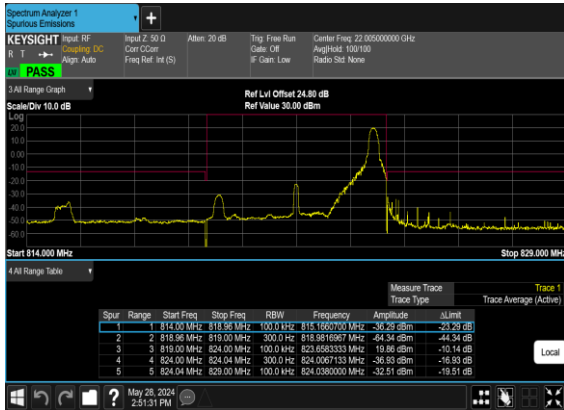 Spectrum Analyzer 1
Spurious Emissions
KEYSIGHT Input: RF Input Z: 50 Ω Atten: 20 dB Trig: Free Run Center Freq: 22.005000000 GHz
R T Coupling: DC Corr CCorr Gate: Off Avg|Hold: 100/100
Align: Auto Freq Ref: Int (S) IF Gain: Low Radio Std: None
LXI PASS
3 All Range Graph
Ref Lvl Offset 24.80 dB
Scale/Div 10.0 dB Ref Value 30.00 dBm
Log
20.0
10.0
0.00
-10.0
-20.0
-30.0
-40.0
-50.0
-60.0
Start 814.000 MHz Stop 829.000 MHz
4 All Range Table
Measure Trace Trace 1
Trace Type Trace Average (Active)
Spur Range Start Freq Stop Freq RBW Frequency Amplitude ΔLimit
1 1 814.00 MHz 818.96 MHz 100.0 kHz 815.1660700 MHz -36.29 dBm -23.29 dB
2 2 818.96 MHz 819.00 MHz 300.0 Hz 818.9816967 MHz -64.34 dBm -44.34 dB
3 3 819.00 MHz 824.00 MHz 100.0 kHz 823.6583333 MHz 19.86 dBm -10.14 dB
4 4 824.00 MHz 824.04 MHz 300.0 Hz 824.0067133 MHz -36.93 dBm -16.93 dB
5 5 824.04 MHz 829.00 MHz 100.0 kHz 824.0380000 MHz -32.51 dBm -19.51 dB
Local
May 28, 2024
2:51:31 PM